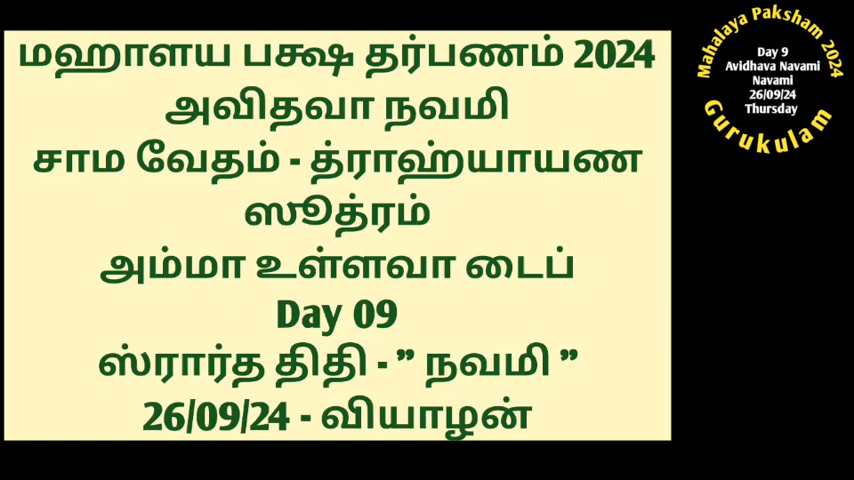 மஹாளய பக்ஷ தர்பணம் 2024
அவிதவா நவமி
சாம வேதம் - த்ராஹ்யாயண
ஸூத்ரம்
அம்மா உள்ளவா டைப்
Day 09
ஸ்ரார்த திதி - ” நவமி ”
26/09/24 - வியாழன்
Mahalaya Paksham 2024
Day 9
Avidhava Navami
Navami
26/09/24
Thursday
Gurukulam